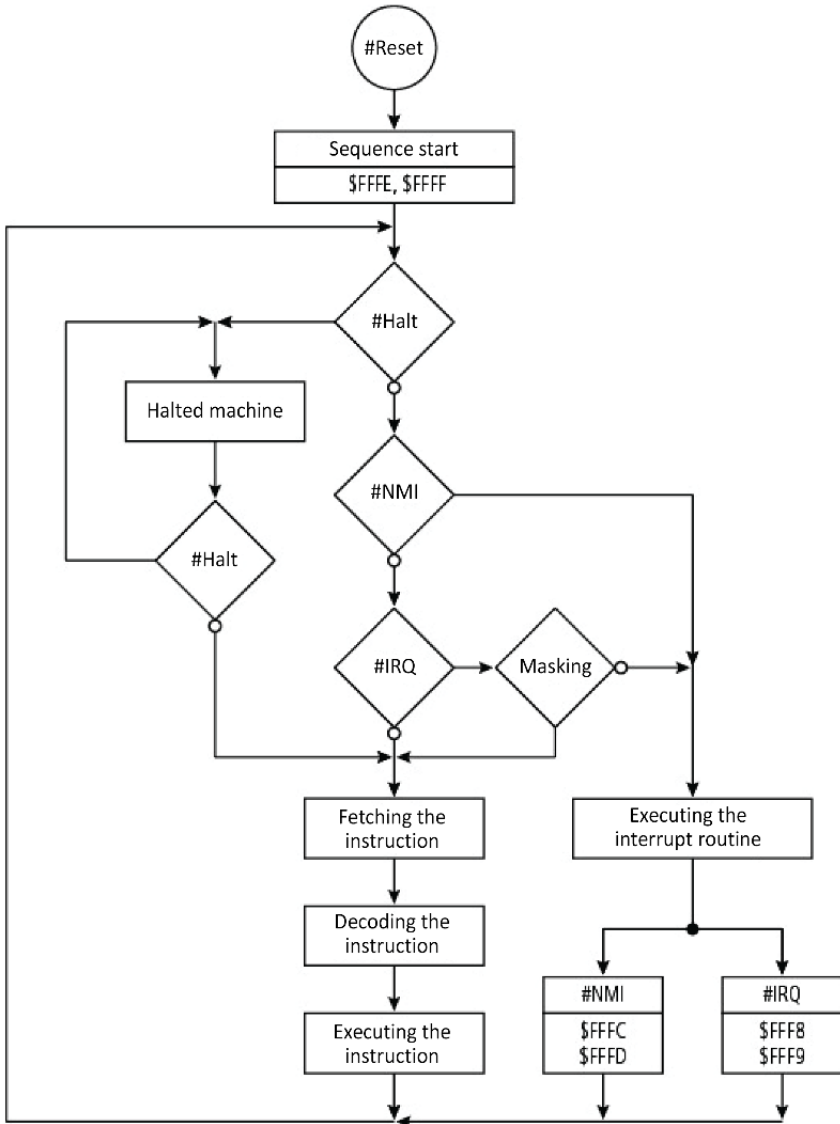 #Reset
Sequence start
$FFFE, $FFFF
#Halt
Halted machine
#NMI
#Halt
#IRQ
Masking
Fetching the
instruction
Executing the
interrupt routine
Decoding the
instruction
Executing the
instruction
#NMI
$FFFC
$FFFD
#IRQ
$FFF8
$FFF9